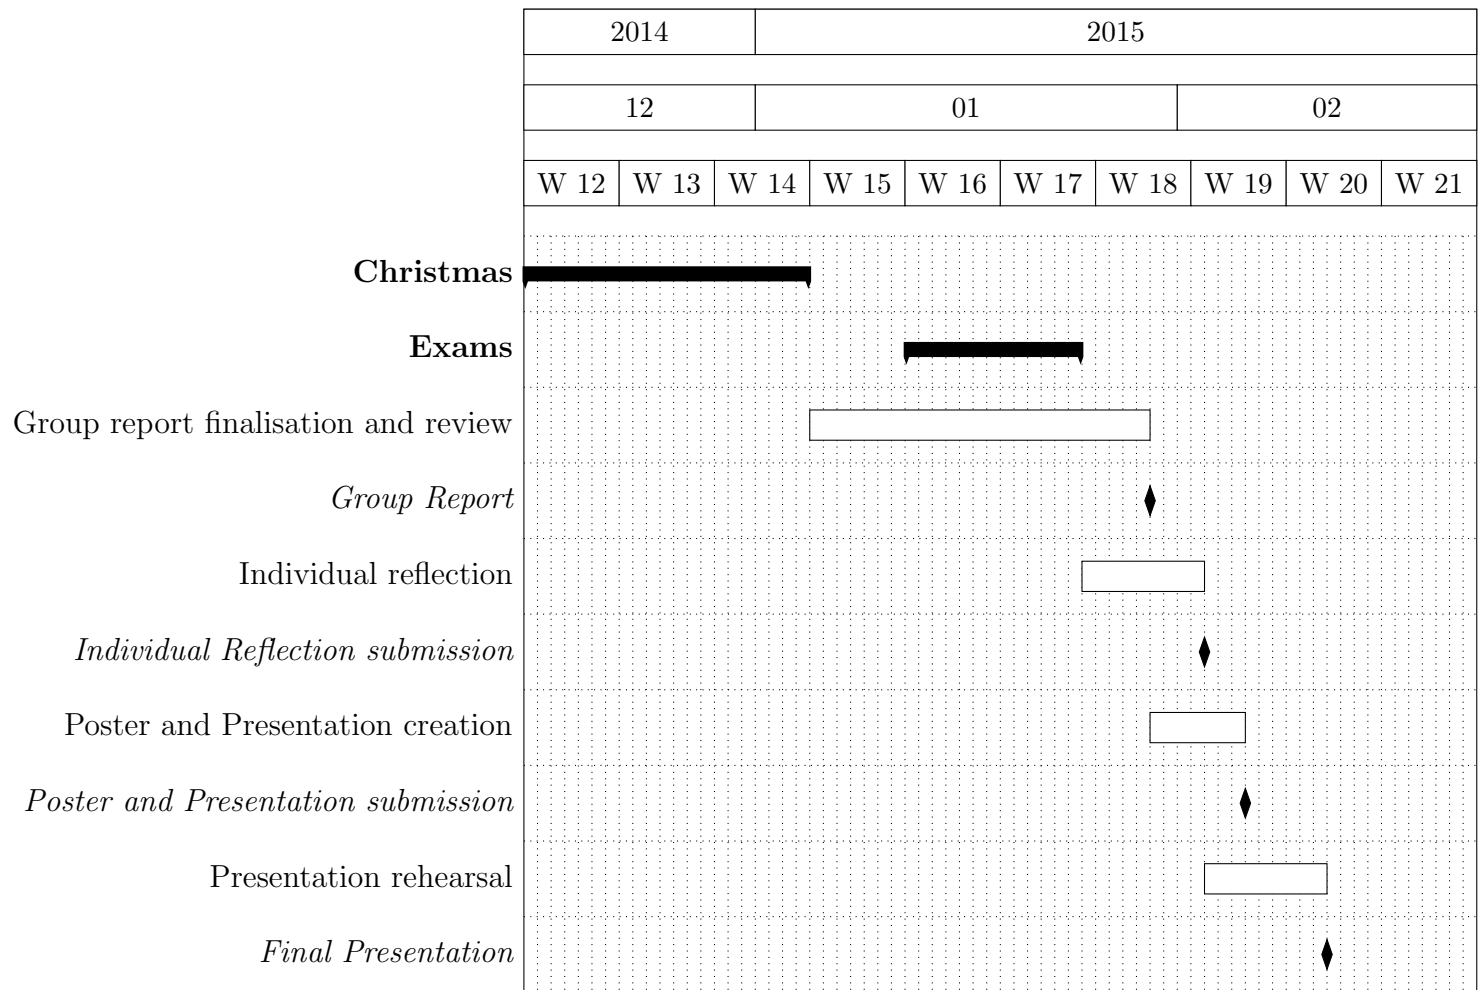 2014 2015
12 01 02
W 12 W 13 W 14 W 15 W 16 W 17 W 18 W 19 W 20 W 21
Christmas
Exams
Group report finalisation and review
Group Report
Individual reflection
Individual Reflection submission
Poster and Presentation creation
Poster and Presentation submission
Presentation rehearsal
Final Presentation